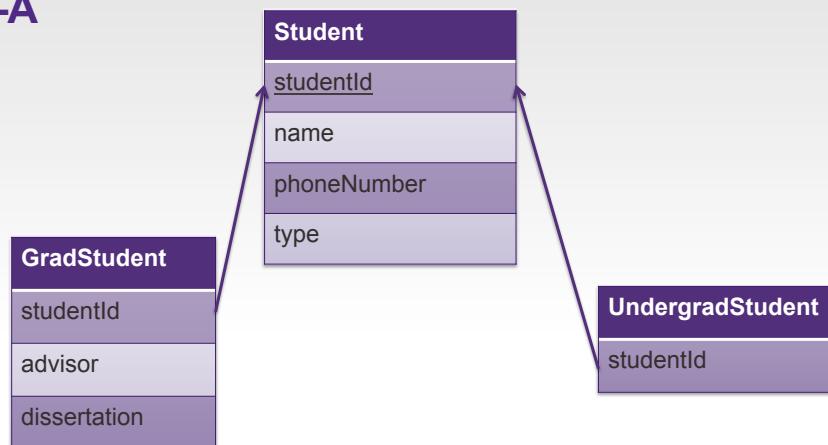 -A
Student
studentId
name
phoneNumber
type
GradStudent
studentId
advisor
dissertation
UndergradStudent
studentId